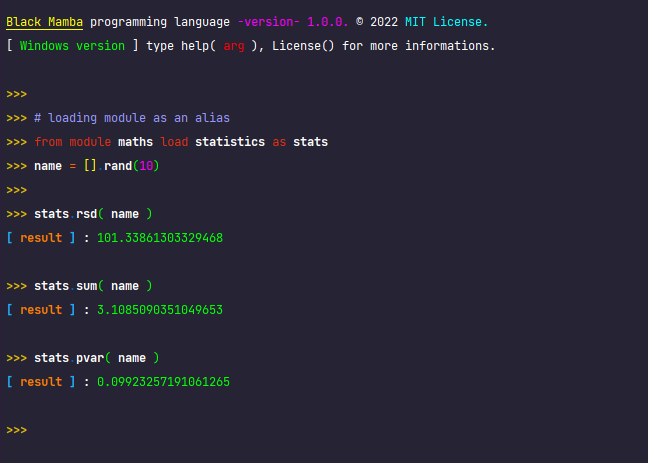 Black Mamba programming language -version- 1.0.0. © 2022 MIT License.
[ Windows version ] type help( arg ), License() for more informations.
>>>
>>> # loading module as an alias
>>> from module maths load statistics as stats
>>> name = [].rand(10)
>>>
>>> stats.rsd( name )
[ result ] : 101.33861303329468
>>> stats.sum( name )
[ result ] : 3.1085090351049653
>>> stats.pvar( name )
[ result ] : 0.09923257191061265
>>>